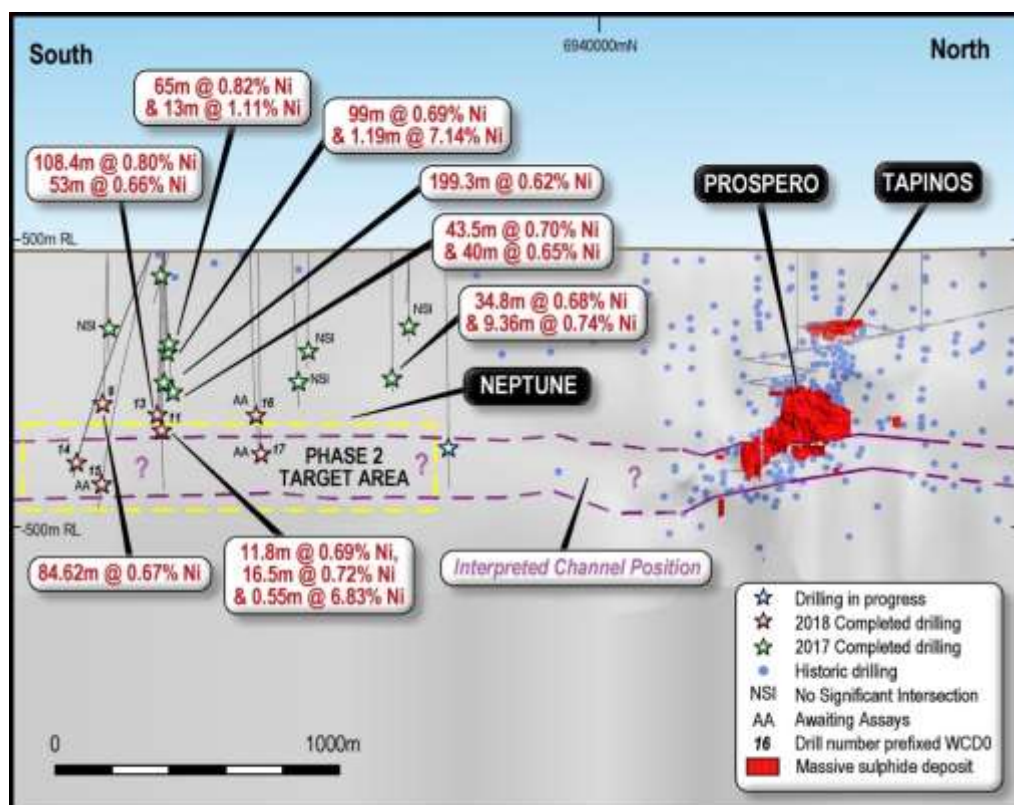 South
6940000mN
North
65m @ 0.82% Ni
& 13m @ 1.11% Ni
99m @ 0.69% Ni
& 1.19m @ 7.14% Ni
108.4m @ 0.80% Ni
53m @ 0.66% Ni
199.3m @ 0.62% Ni
PROSPERO
TAPINOS
43.5m @ 0.70% Ni
& 40m @ 0.65% Ni
500m RL
34.8m @ 0.68% Ni
& 9.36m @ 0.74% Ni
NSI
NSI
NSI
NEPTUNE
8
13
11
AA
16
14
15
AA
?
AA
17
PHASE 2
TARGET AREA
?
?
-500m RL
84.62m @ 0.67% Ni
11.8m @ 0.69% Ni,
16.5m @ 0.72% Ni
& 0.55m @ 6.83% Ni
Interpreted Channel Position
Drilling in progress
2018 Completed drilling
2017 Completed drilling
Historic drilling
NSI No Significant Intersection
AA Awaiting Assays
16 Drill number prefixed WCD0
Massive sulphide deposit
0
1000m